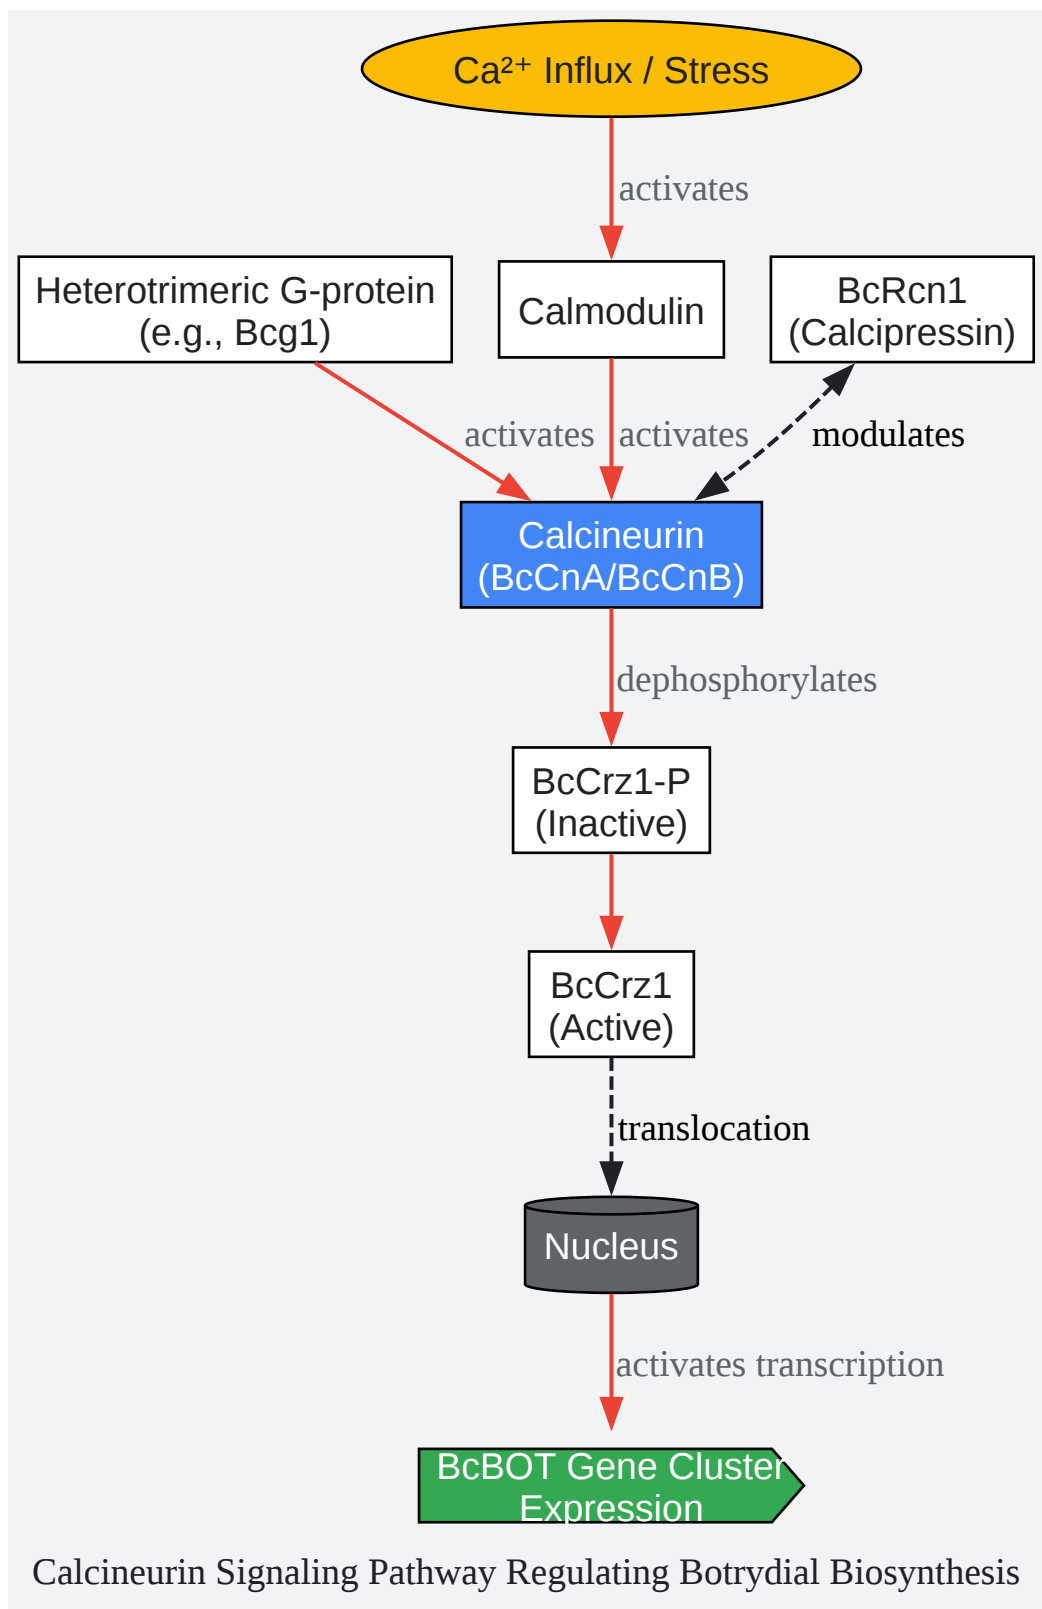 Ca²⁺ Influx / Stress
activates
Heterotrimeric G-protein
(e.g., Bcg1)
Calmodulin
BcRcn1
(Calcipressin)
activates
activates
modulates
Calcineurin
(BcCnA/BcCnB)
dephosphorylates
BcCrz1-P
(Inactive)
BcCrz1
(Active)
translocation
Nucleus
activates transcription
BcBOT Gene Cluster
Expression
Calcineurin Signaling Pathway Regulating Botrydial Biosynthesis